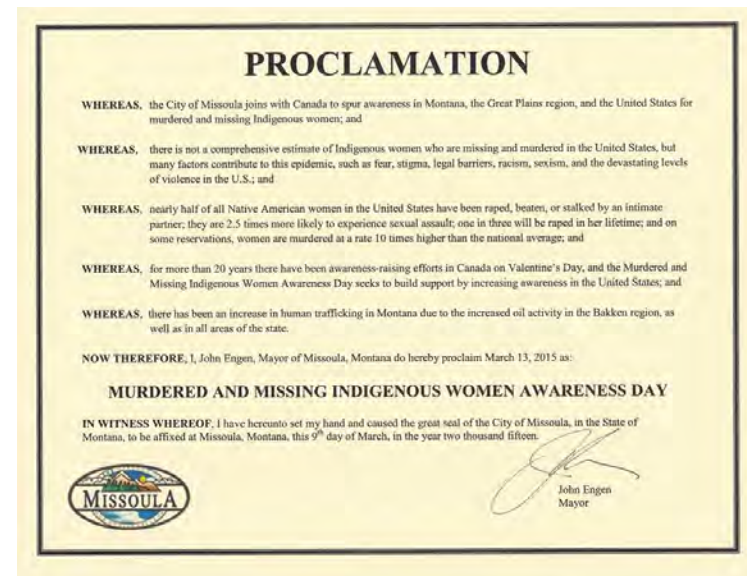 PROCLAMATION
WHEREAS, the City of Missoula joins with Canada to spur awareness in Montana, the Great Plains region, and the United States for
murdered and missing Indigenous women; and
WHEREAS, there is not a comprehensive estimate of Indigenous women who are missing and murdered in the United States, but
many factors contribute to this epidemic, such as fear, stigma, legal barriers, racism, sexism, and the devastating levels
of violence in the U.S.; and
WHEREAS, nearly half of all Native American women in the United States have been raped, beaten, or stalked by an intimate
partner; they are 2.5 times more likely to experience sexual assault; one in three will be raped in her lifetime; and on
some reservations, women are murdered at a rate 10 times higher than the national average; and
WHEREAS, for more than 20 years there have been awareness-raising efforts in Canada on Valentine's Day, and the Murdered and
Missing Indigenous Women Awareness Day seeks to build support by increasing awareness in the United States; and
WHEREAS, there has been an increase in human trafficking in Montana due to the increased oil activity in the Bakken region, as
well as in all areas of the state.
NOW THEREFORE, I, John Engen, Mayor of Missoula, Montana do hereby proclaim March 13, 2015 as:
MURDERED AND MISSING INDIGENOUS WOMEN AWARENESS DAY
IN WITNESS WHEREOF, I have hereunto set my hand and caused the great seal of the City of Missoula, in the State of
Montana, to be affixed at Missoula, Montana, this 9th day of March, in the year two thousand fifteen.
MISSOULA
John Engen
Mayor